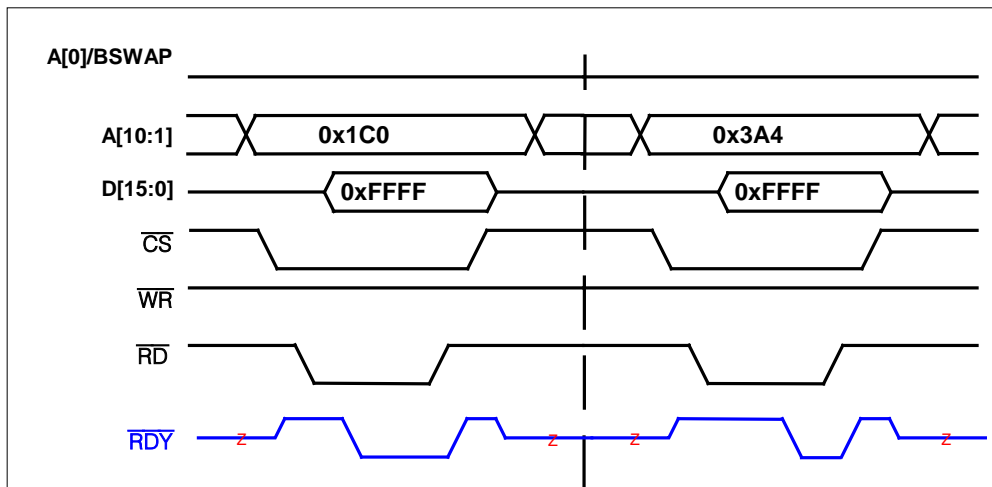 A[0]/BSWAP
A[10:1] 0x1C0 0x3A4
D[15:0] 0xFFFF 0xFFFF
CS
WR
RD
RDY Z Z Z Z